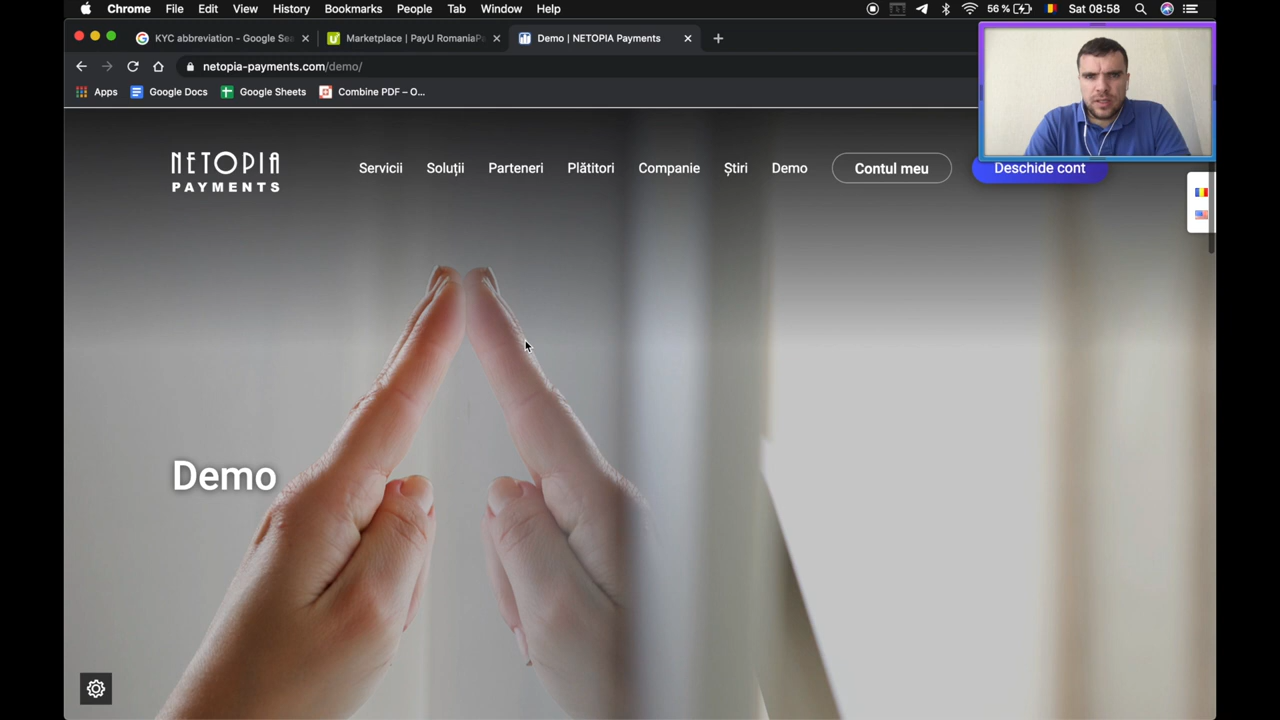 Chrome File Edit View History Bookmarks People Tab Window Help 56 % Sat 08:58
KYC abbreviation - Google S Marketplace | PayU Romania Demo | NETOPIA Payments
netopia-payments.com/demo/
Apps Google Docs Google Sheets Combine PDF – O...
NETOPIA
PAYMENTS
Servicii Soluții Parteneri Plătitori Companie Știri Demo Contul meu Deschide cont
Demo